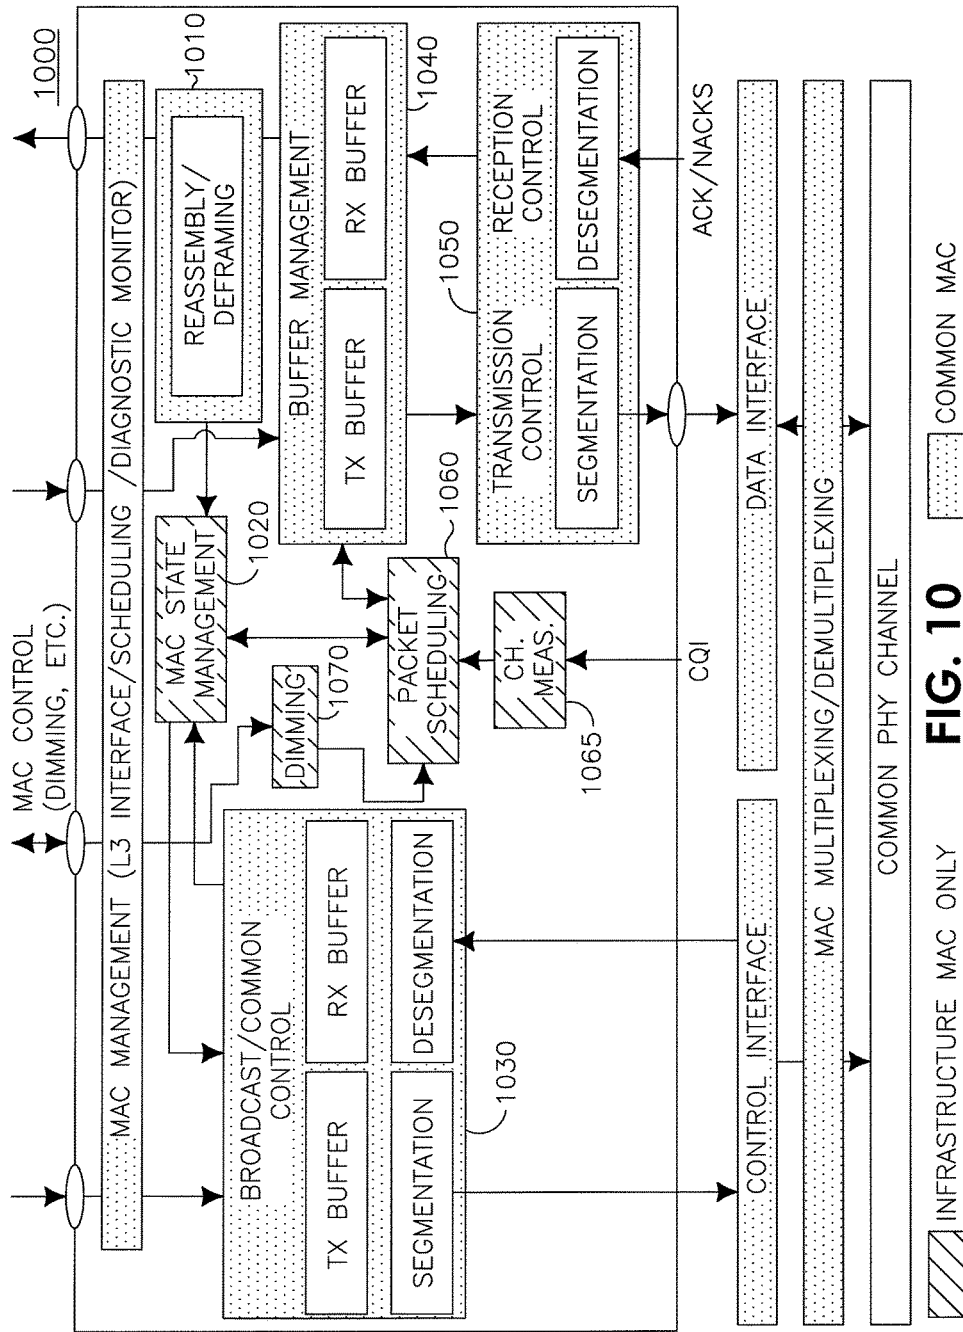 1000
MAC CONTROL
(DIMMING, ETC.)
MAC MANAGEMENT (L3 INTERFACE/SCHEDULING /DIAGNOSTIC MONITOR)
1010
REASSEMBLY/
DEFRAMING
MAC STATE
MANAGEMENT
1020
BROADCAST/COMMON
CONTROL
TX BUFFER
RX BUFFER
SEGMENTATION
DESEGMENTATION
1030
DIMMING
1070
BUFFER MANAGEMENT
TX BUFFER
RX BUFFER
1040
PACKET
SCHEDULING
1060
CH.
MEAS.
1065
1050
TRANSMISSION
CONTROL
RECEPTION
CONTROL
SEGMENTATION
DESEGMENTATION
CQI
ACK/NACKS
CONTROL INTERFACE
DATA INTERFACE
MAC MULTIPLEXING/DEMULTIPLEXING
COMMON PHY CHANNEL
INFRASTRUCTURE MAC ONLY
FIG. 10
COMMON MAC